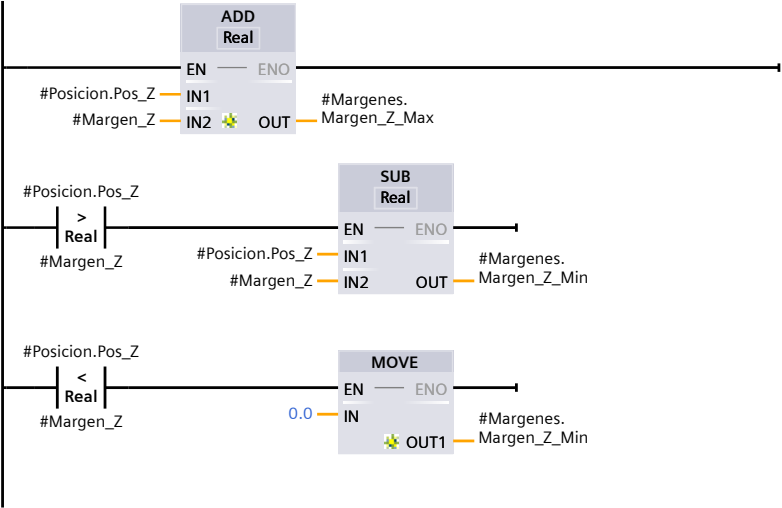 ADD
Real
EN
ENO
#Posicion.Pos_Z
IN1
#Margenes.
#Margen_Z
IN2
OUT
Margen_Z_Max
#Posicion.Pos_Z
>
Real
#Margen_Z
SUB
Real
EN
ENO
#Posicion.Pos_Z
IN1
#Margenes.
#Margen_Z
IN2
OUT
Margen_Z_Min
#Posicion.Pos_Z
<
Real
#Margen_Z
MOVE
EN
ENO
0.0
IN
#Margenes.
OUT1
Margen_Z_Min